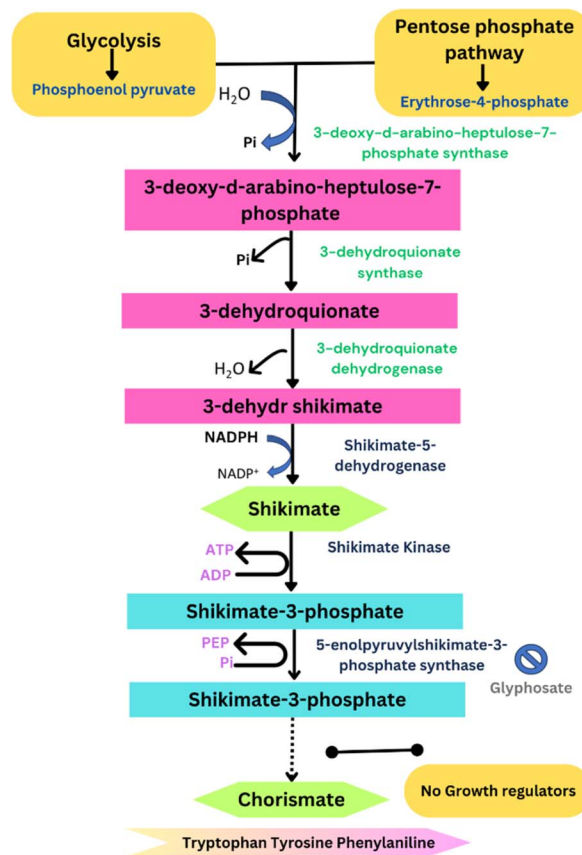 Glycolysis
Phosphoenol pyruvate
Pentose phosphate
pathway
Erythrose-4-phosphate
H₂O
Pi
3-deoxy-d-arabino-heptulose-7-
phosphate synthase
3-deoxy-d-arabino-heptulose-7-
phosphate
Pi
3-dehydroquionate
synthase
3-dehydroquionate
H₂O
3-dehydroquionate
dehydrogenase
3-dehydr shikimate
NADPH
NADP⁺
Shikimate-5-
dehydrogenase
Shikimate
ATP
ADP
Shikimate Kinase
Shikimate-3-phosphate
PEP
Pi
5-enolpyruvylshikimate-3-
phosphate synthase
Glyphosate
Shikimate-3-phosphate
Chorismate
No Growth regulators
Tryptophan Tyrosine Phenylaniline